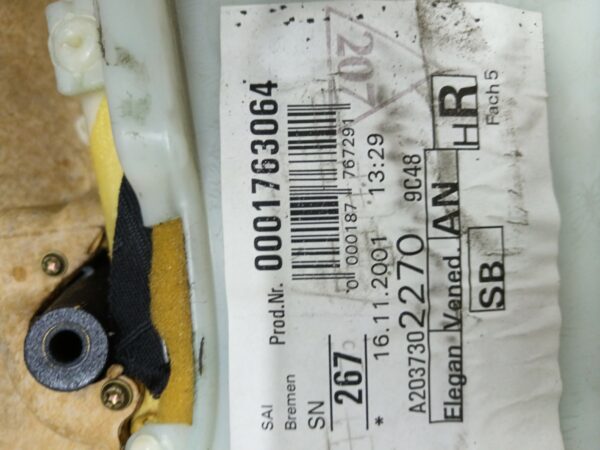 SAI
Bremen
Prod.Nr. 0001763064
SN
267
0 000187 767291
* 16.11.2001 13:29
A2037302270 9C48
Elegan. Vened. AN HR
SB
Fach 5
207